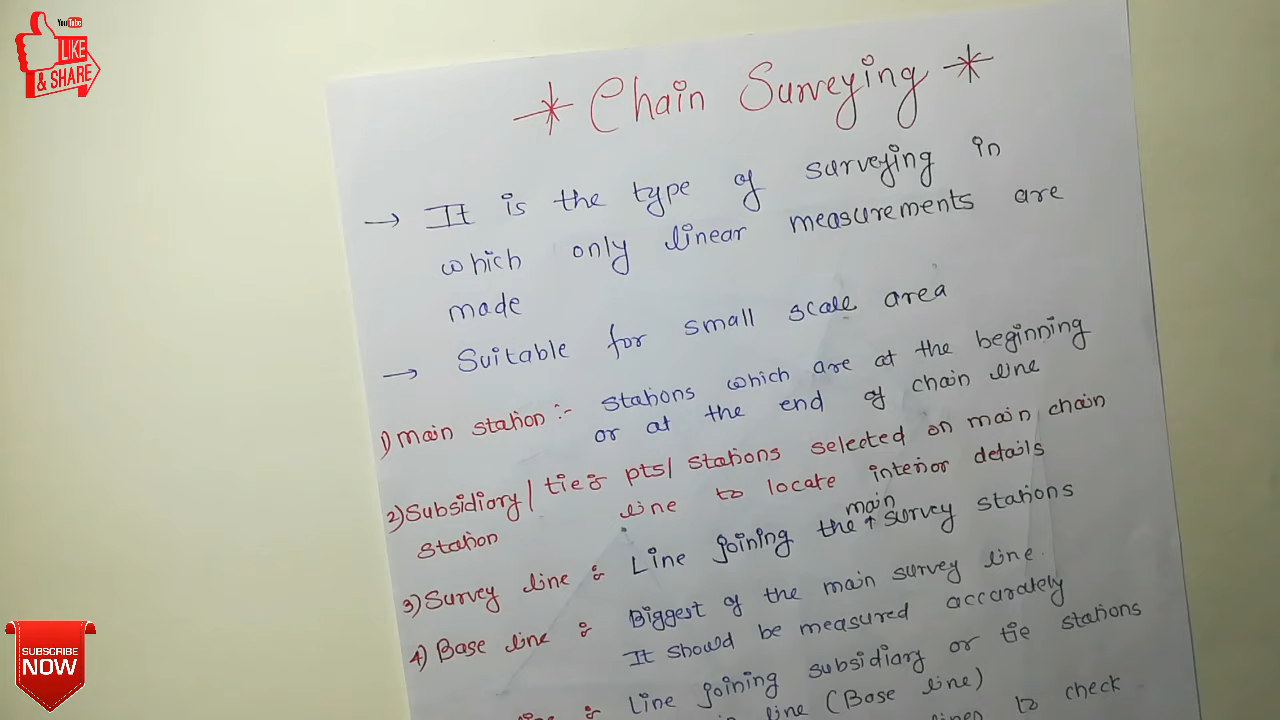 YouTube
LIKE
& SHARE
* Chain Surveying *
→ It is the type of surveying in
which only linear measurements are
made
→ Suitable for small scale area
1) Main station :- stations which are at the beginning
or at the end of chain line
2) Subsidiory / tie : pts/ stations selected on main chain
station line to locate interior details
3) Survey line : Line joining the main survey stations
4) Base line : Biggest of the main survey line.
It should be measured accurately
: Line joining subsidiary or tie stations
line (Base line)
to check
SUBSCRIBE
NOW